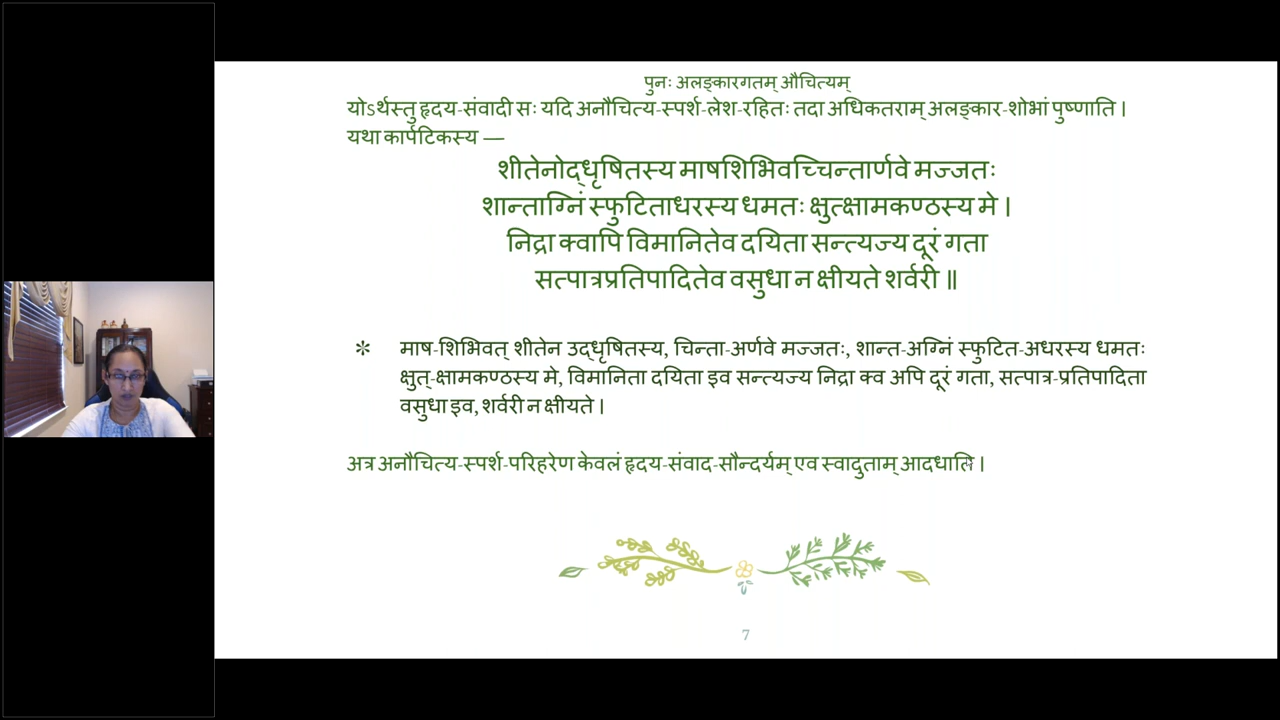 पुनः अलङ्कारगतम् औचित्यम्
योऽर्थस्तु हृदय-संवादी सः यदि अनौचित्य-स्पर्श-लेश-रहितः तदा अधिकतराम् अलङ्कार-शोभां पुष्णाति ।
यथा कार्पटिकस्य —
शीतेनोद्धृषितस्य माषशिभिवच्चिन्तार्णवे मज्जतः
शान्ताग्निं स्फुटिताधरस्य धमतः क्षुत्क्षामकण्ठस्य मे ।
निद्रा क्वापि विमानितेव दयिता सन्त्यज्य दूरं गता
सत्पात्रप्रतिपादितेव वसुधा न क्षीयते शर्वरी ॥
माष-शिभिवत् शीतेन उद्धृषितस्य, चिन्ता-अर्णवे मज्जतः, शान्त-अग्निं स्फुटित-अधरस्य धमतः
क्षुत्-क्षामकण्ठस्य मे, विमानिता दयिता इव सन्त्यज्य निद्रा क्व अपि दूरं गता, सत्पात्र-प्रतिपादिता
वसुधा इव, शर्वरी न क्षीयते ।
अत्र अनौचित्य-स्पर्श-परिहरेण केवलं हृदय-संवाद-सौन्दर्यम् एव स्वादुताम् आदधाति ।
7